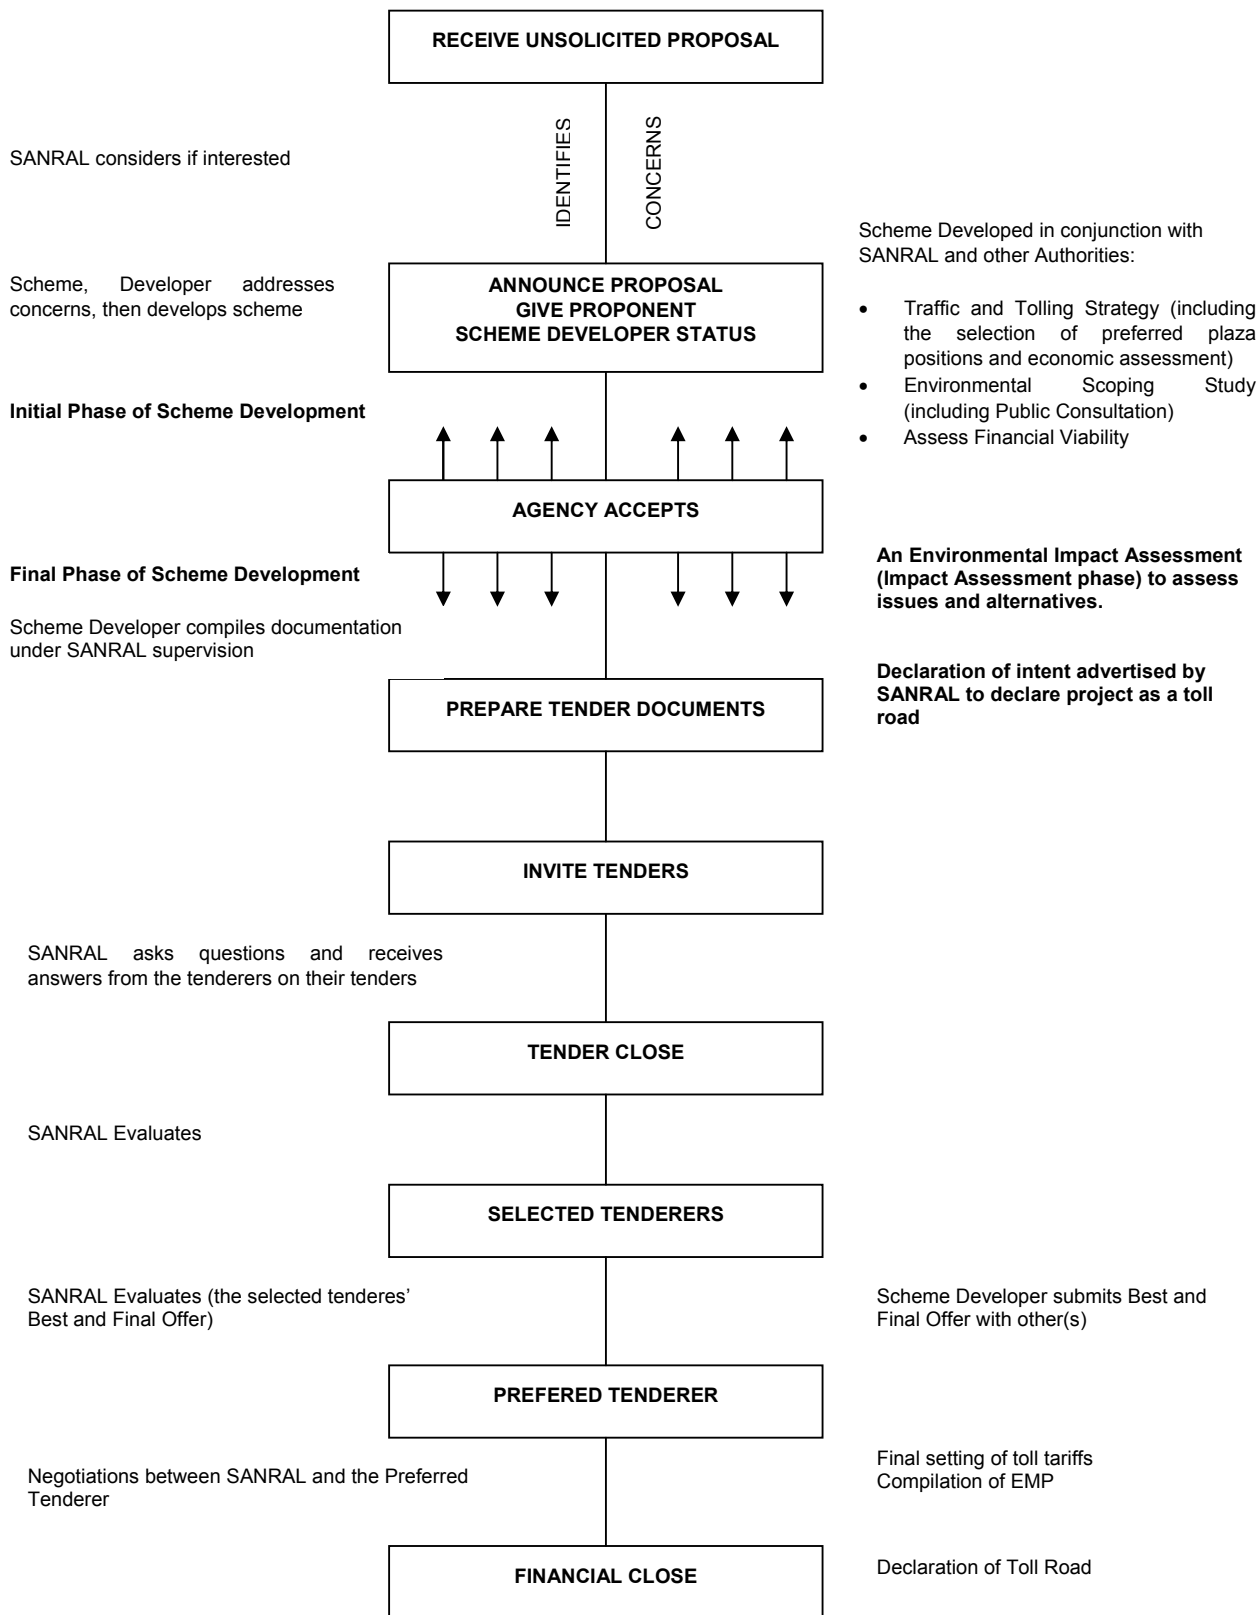 RECEIVE UNSOLICITED PROPOSAL
IDENTIFIES
CONCERNS
SANRAL considers if interested
Scheme Developed in conjunction with
SANRAL and other Authorities:
Scheme, Developer addresses
concerns, then develops scheme
ANNOUNCE PROPOSAL
GIVE PROPONENT
SCHEME DEVELOPER STATUS
• Traffic and Tolling Strategy (including
the selection of preferred plaza
positions and economic assessment)
• Environmental Scoping Study
(including Public Consultation)
• Assess Financial Viability
Initial Phase of Scheme Development
AGENCY ACCEPTS
Final Phase of Scheme Development
An Environmental Impact Assessment
(Impact Assessment phase) to assess
issues and alternatives.
Scheme Developer compiles documentation
under SANRAL supervision
Declaration of intent advertised by
SANRAL to declare project as a toll
road
PREPARE TENDER DOCUMENTS
INVITE TENDERS
SANRAL asks questions and receives
answers from the tenderers on their tenders
TENDER CLOSE
SANRAL Evaluates
SELECTED TENDERERS
SANRAL Evaluates (the selected tenderes’
Best and Final Offer)
Scheme Developer submits Best and
Final Offer with other(s)
PREFERED TENDERER
Negotiations between SANRAL and the Preferred
Tenderer
Final setting of toll tariffs
Compilation of EMP
FINANCIAL CLOSE
Declaration of Toll Road